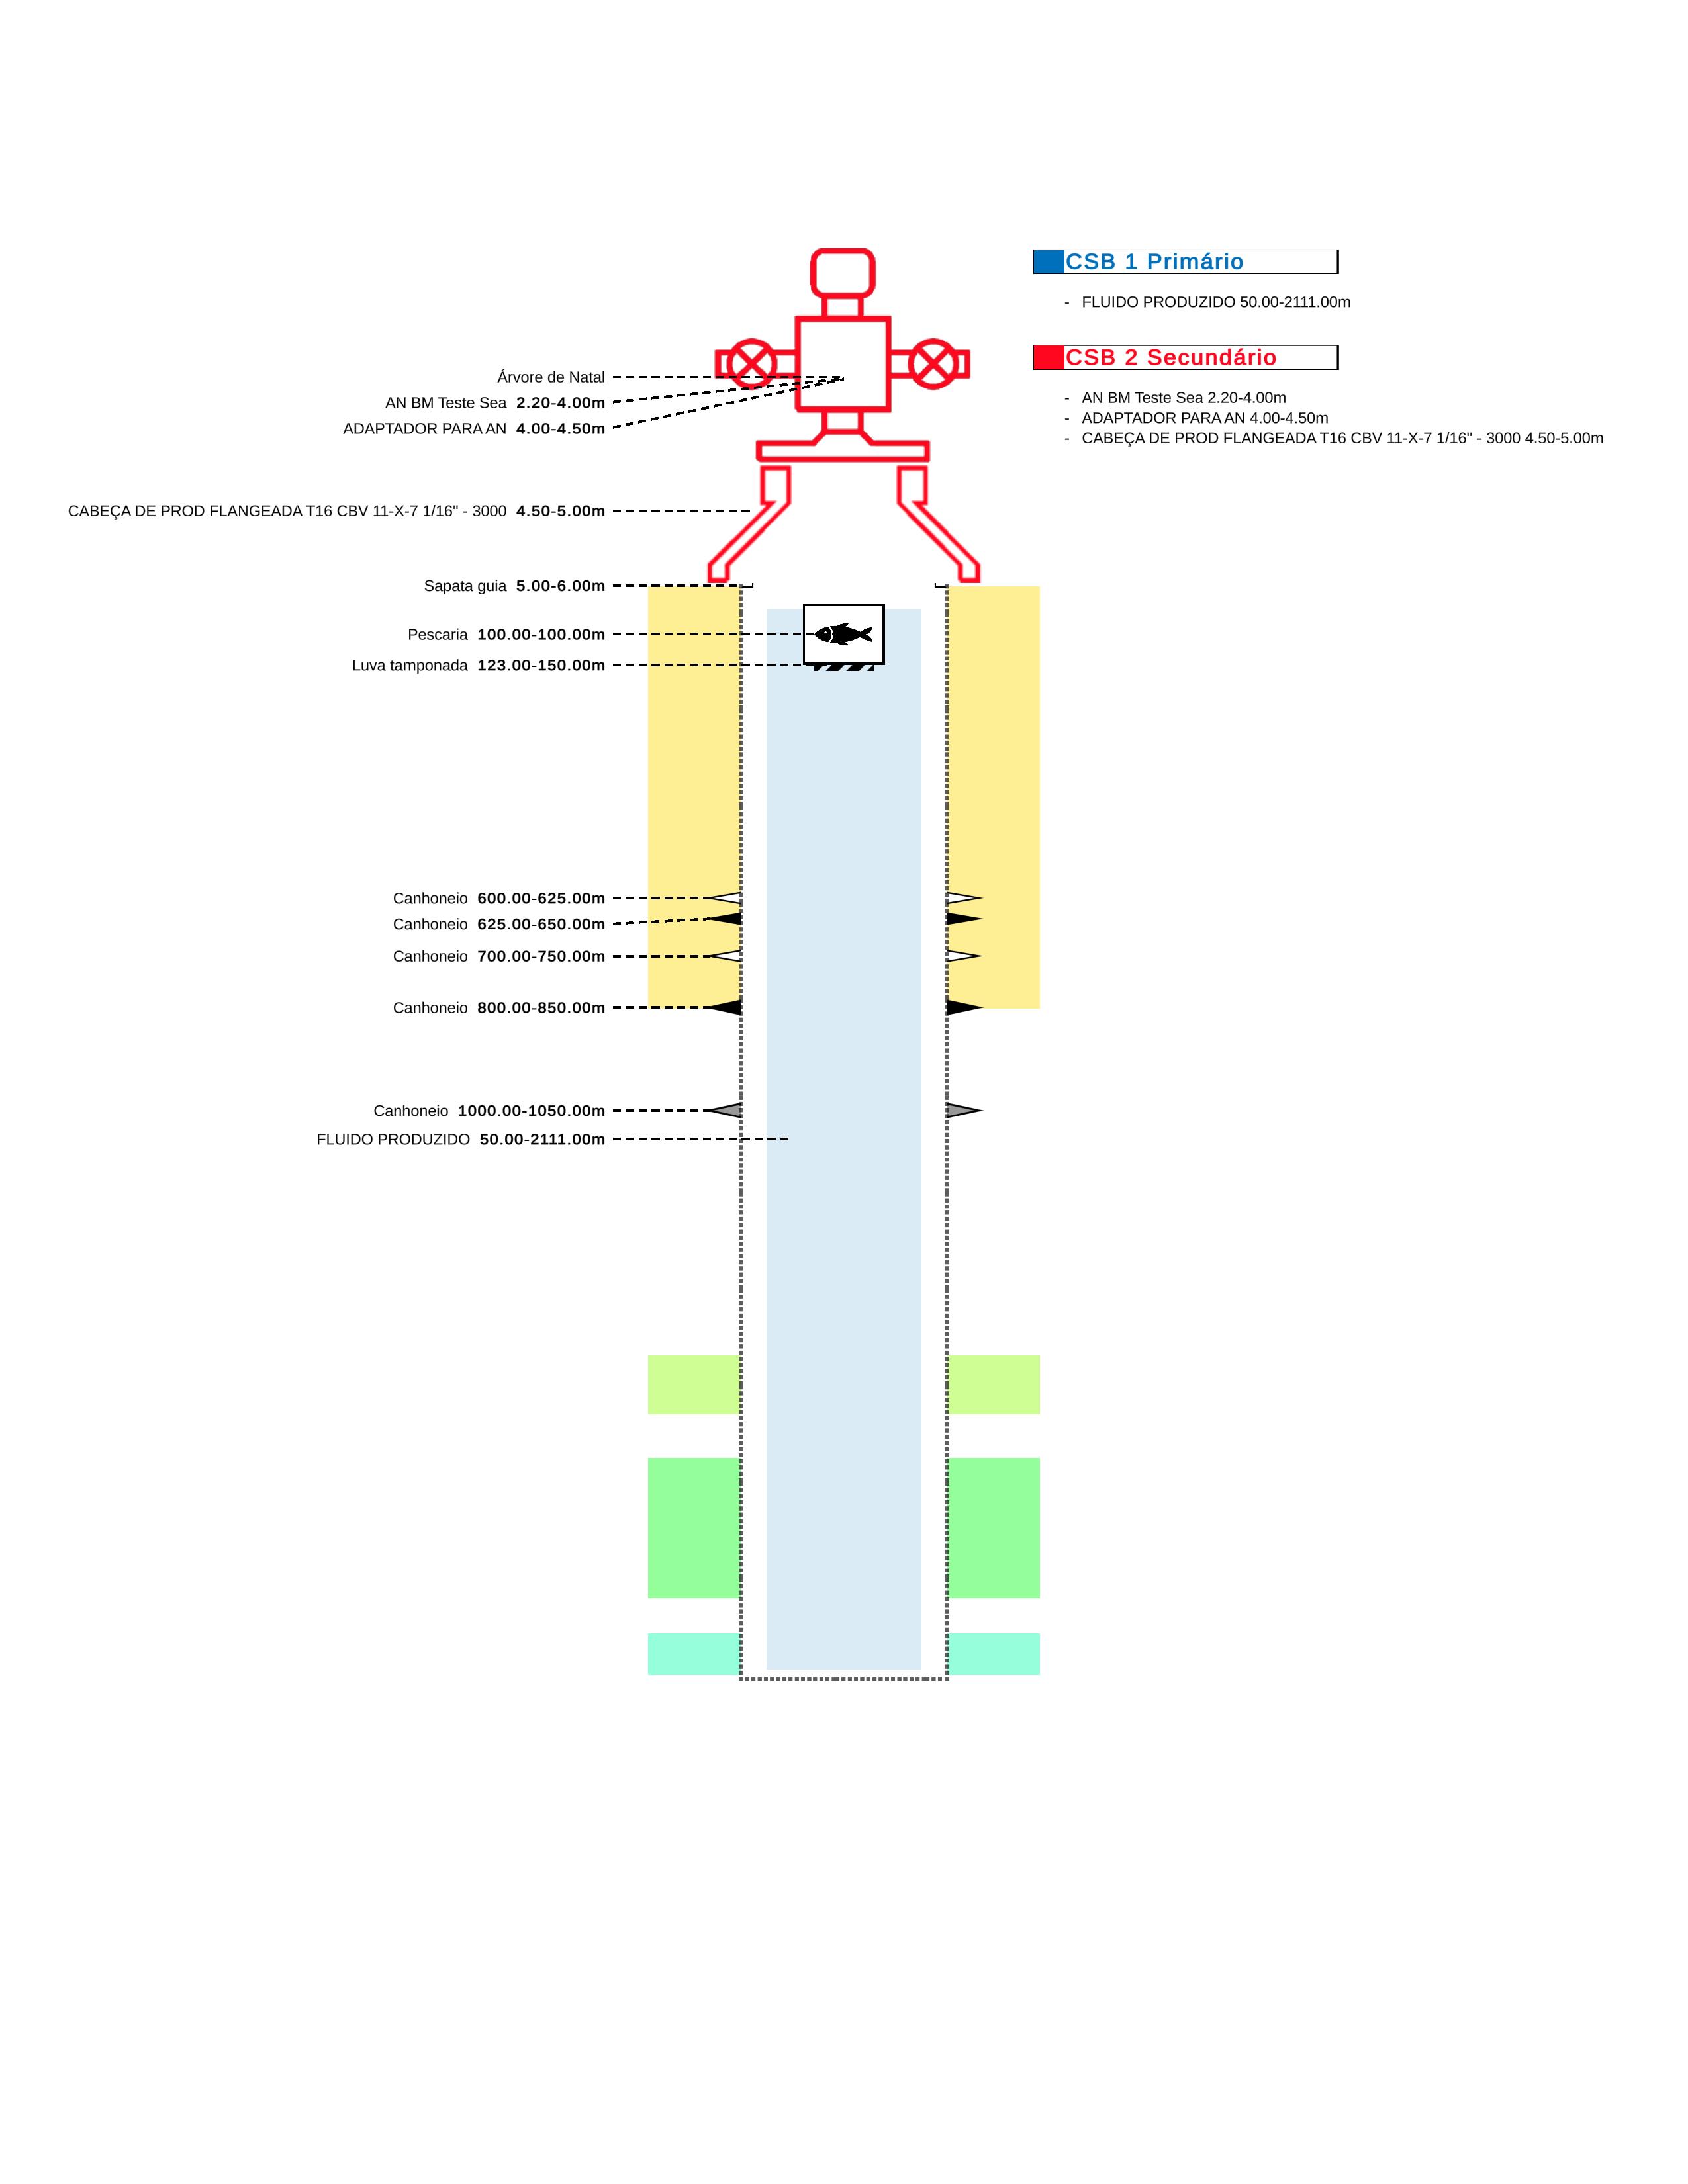 CSB 1 Primário
- FLUIDO PRODUZIDO 50.00-2111.00m
CSB 2 Secundário
- AN BM Teste Sea 2.20-4.00m
- ADAPTADOR PARA AN 4.00-4.50m
- CABEÇA DE PROD FLANGEADA T16 CBV 11-X-7 1/16" - 3000 4.50-5.00m
Árvore de Natal
AN BM Teste Sea 2.20-4.00m
ADAPTADOR PARA AN 4.00-4.50m
CABEÇA DE PROD FLANGEADA T16 CBV 11-X-7 1/16" - 3000 4.50-5.00m
Sapata guia 5.00-6.00m
Pescaria 100.00-100.00m
Luva tamponada 123.00-150.00m
Canhoneio 600.00-625.00m
Canhoneio 625.00-650.00m
Canhoneio 700.00-750.00m
Canhoneio 800.00-850.00m
Canhoneio 1000.00-1050.00m
FLUIDO PRODUZIDO 50.00-2111.00m